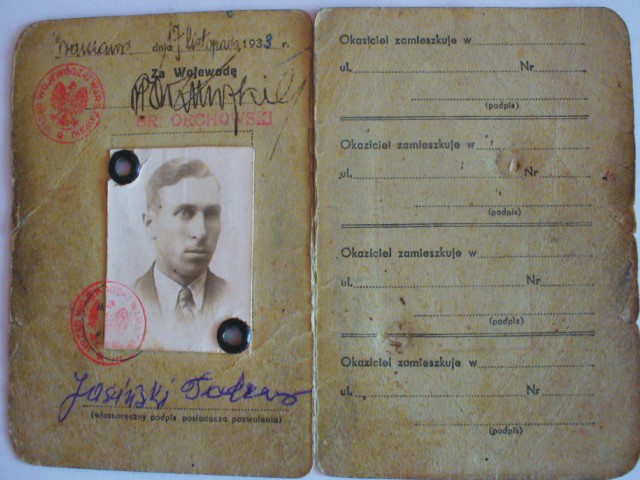 Warszawa dnia 17 listopada 1933 r.
Za Wojewodę
DR. ORCHOWSKI
Jasiński Tadeusz
(własnoręczny podpis posiadacza pozwolenia)
Okaziciel zamieszkuje w
ul. Nr
(podpis)
Okaziciel zamieszkuje w
ul. Nr
(podpis)
Okaziciel zamieszkuje w
ul. Nr
(podpis)
Okaziciel zamieszkuje w
ul. Nr
(podpis)